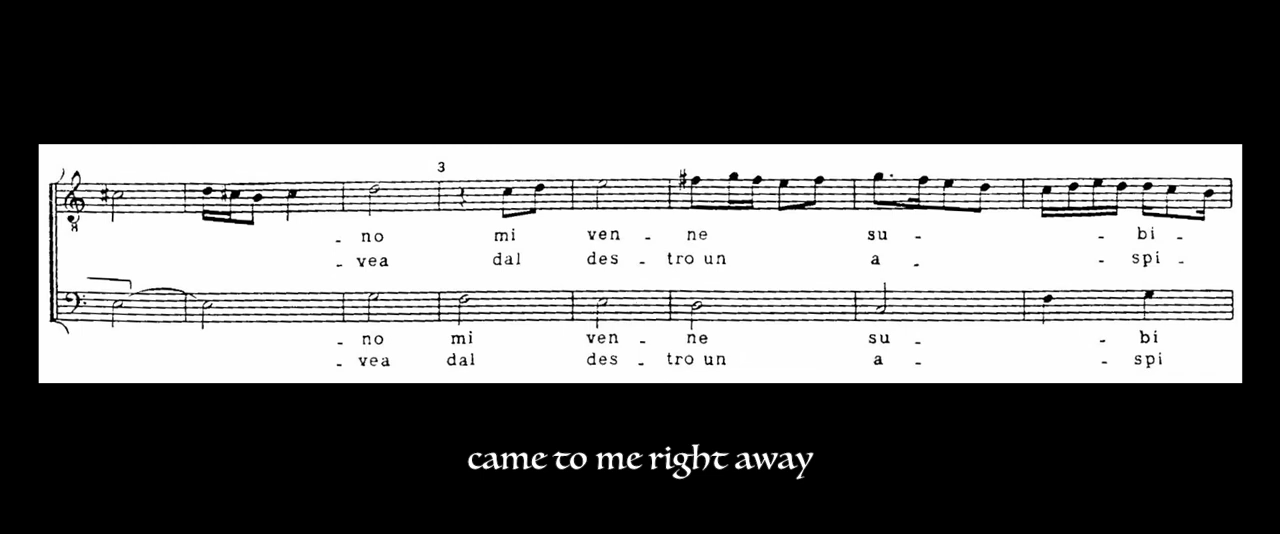 3
- no mi ven - ne su - - bi -
- vea dal des - tro un a - - spi -
- no mi ven - ne su - - bi
- vea dal des - tro un a - - spi
came to me right away